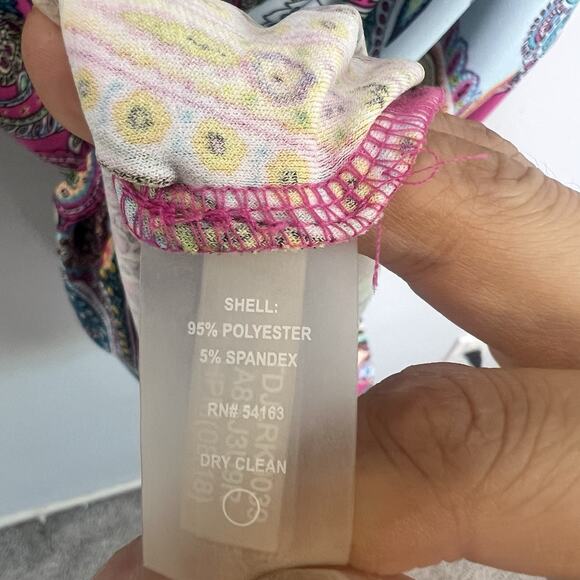 SHELL:
95% POLYESTER
5% SPANDEX
RN# 54163
DRY CLEAN